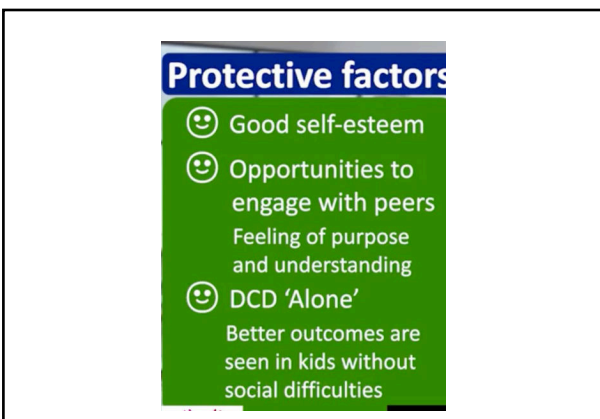 Protective factors
Good self-esteem
Opportunities to
engage with peers
Feeling of purpose
and understanding
DCD ‘Alone’
Better outcomes are
seen in kids without
social difficulties